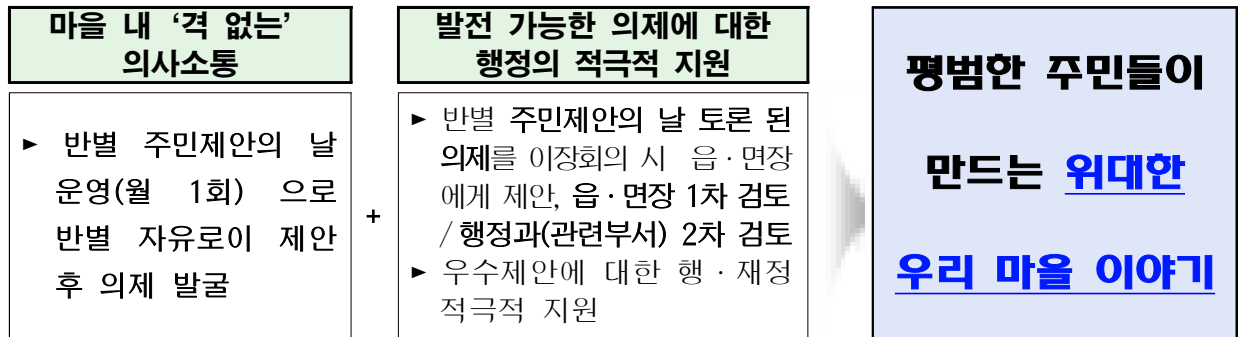 마을 내 ‘격 없는’
의사소통
► 반별 주민제안의 날
운영(월 1회) 으로
반별 자유로이 제안
후 의제 발굴
+
발전 가능한 의제에 대한
행정의 적극적 지원
► 반별 주민제안의 날 토론 된
의제를 이장회의 시 읍·면장
에게 제안, 읍·면장 1차 검토
/ 행정과(관련부서) 2차 검토
► 우수제안에 대한 행·재정
적극적 지원
평범한 주민들이
만드는 위대한
우리 마을 이야기